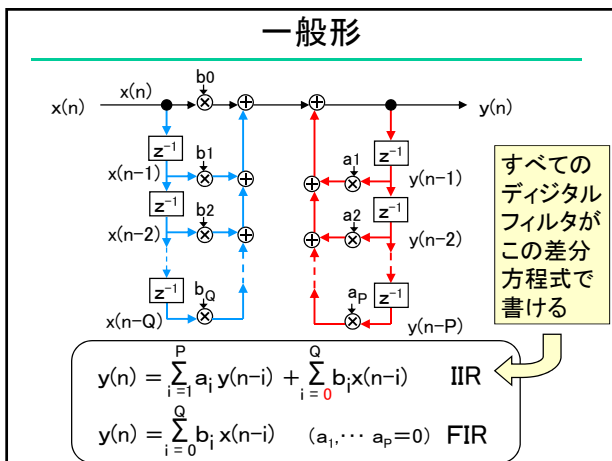 一般形
x(n) x(n) b0 y(n)
z⁻¹ z⁻¹
x(n-1) b1 a1 y(n-1)
z⁻¹ z⁻¹
x(n-2) b2 a2 y(n-2)
z⁻¹ z⁻¹
x(n-Q) b_Q a_P y(n-P)
すべての
ディジタル
フィルタが
この差分
方程式で
書ける
y(n) = Σ_{i=1}^{P} a_i y(n-i) + Σ_{i=0}^{Q} b_i x(n-i) IIR
y(n) = Σ_{i=0}^{Q} b_i x(n-i) (a₁,⋯ a_P=0) FIR